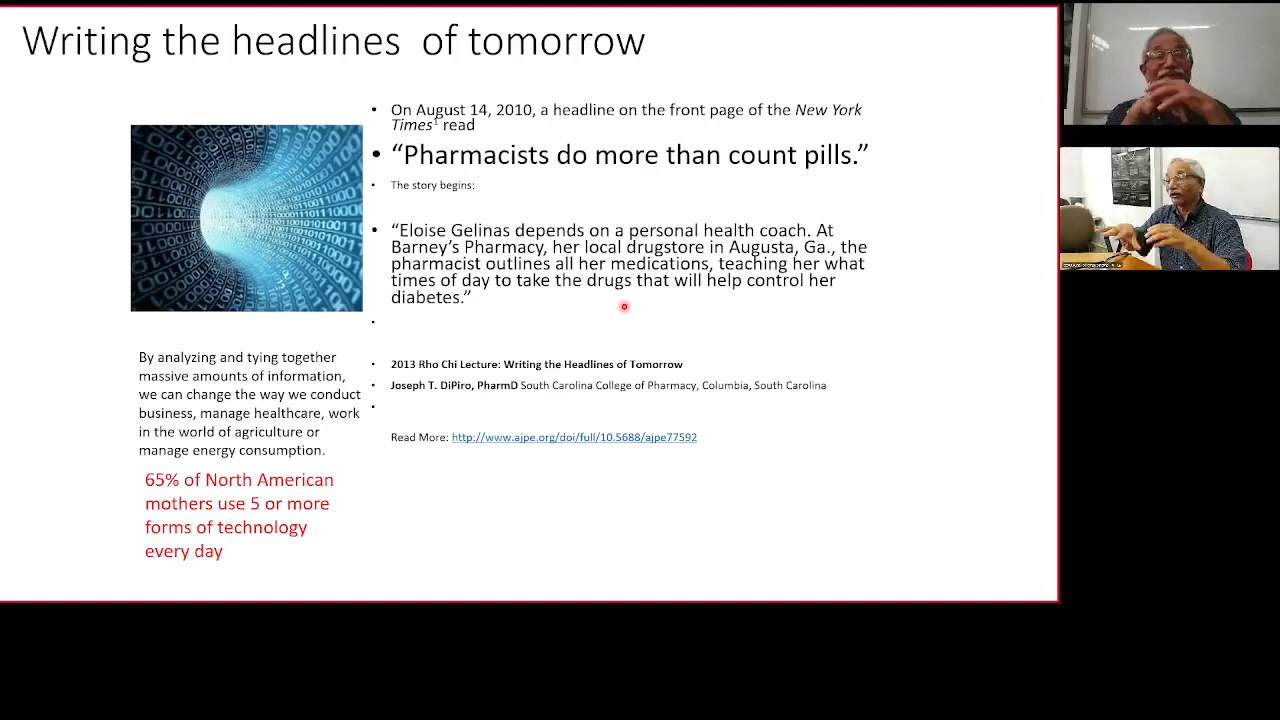 Writing the headlines of tomorrow
On August 14, 2010, a headline on the front page of the New York
Times1 read
“Pharmacists do more than count pills.”
The story begins:
“Eloise Gelinas depends on a personal health coach. At
Barney’s Pharmacy, her local drugstore in Augusta, Ga., the
pharmacist outlines all her medications, teaching her what
times of day to take the drugs that will help control her
diabetes.”
2013 Rho Chi Lecture: Writing the Headlines of Tomorrow
Joseph T. DiPiro, PharmD South Carolina College of Pharmacy, Columbia, South Carolina
Read More: http://www.ajpe.org/doi/full/10.5688/ajpe77592
By analyzing and tying together
massive amounts of information,
we can change the way we conduct
business, manage healthcare, work
in the world of agriculture or
manage energy consumption.
65% of North American
mothers use 5 or more
forms of technology
every day